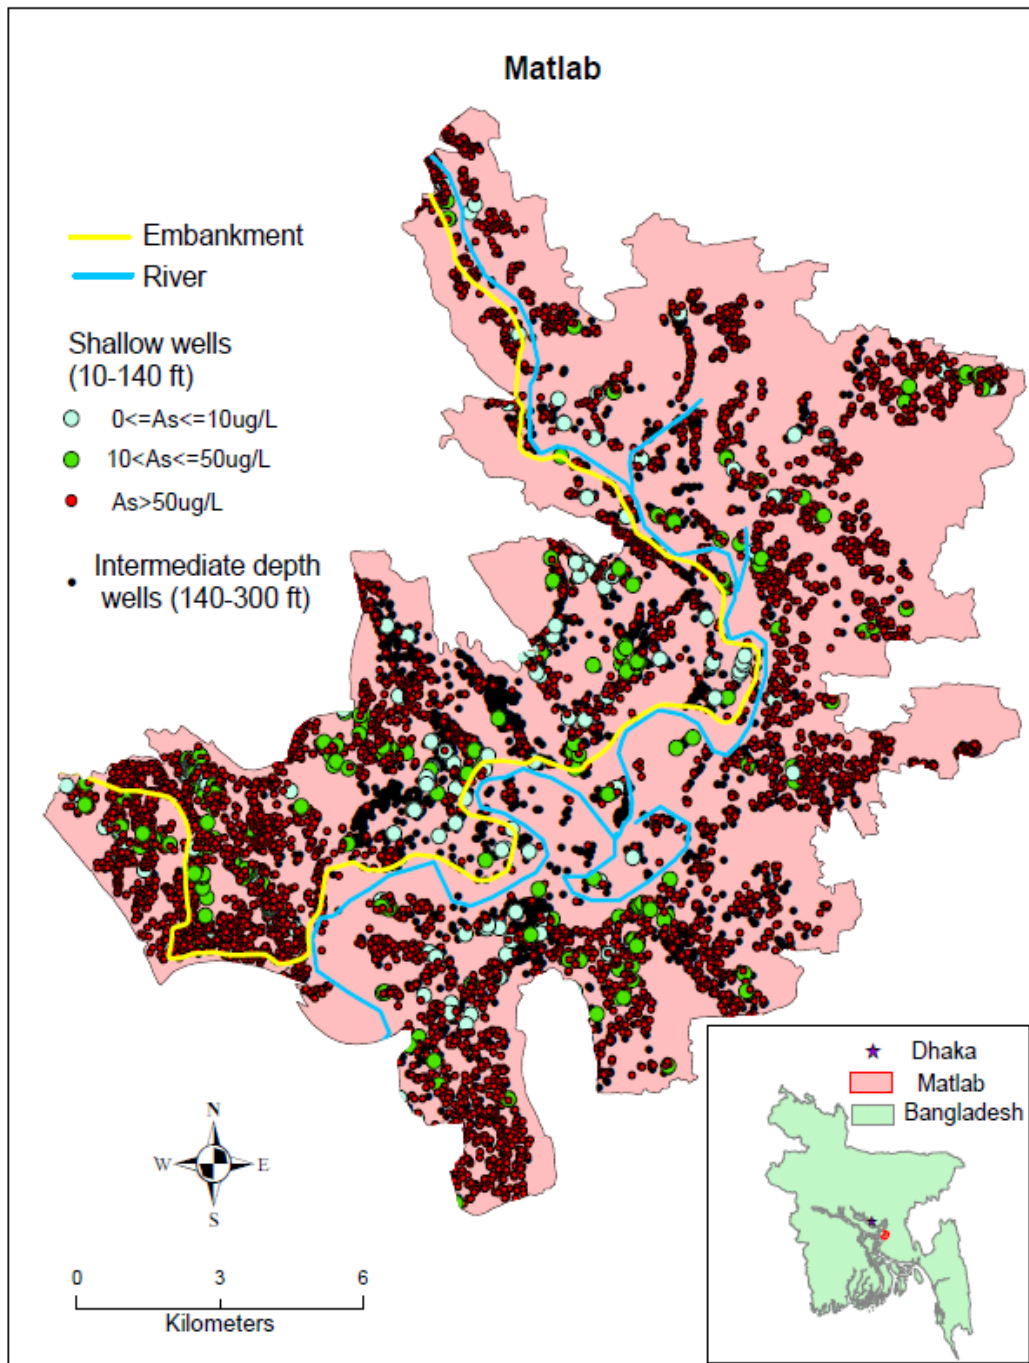 Matlab
Embankment
River
Shallow wells
(10-140 ft)
0<=As<=10ug/L
10<As<=50ug/L
As>50ug/L
Intermediate depth
wells (140-300 ft)
N
W E
S
0 3 6
Kilometers
Dhaka
Matlab
Bangladesh